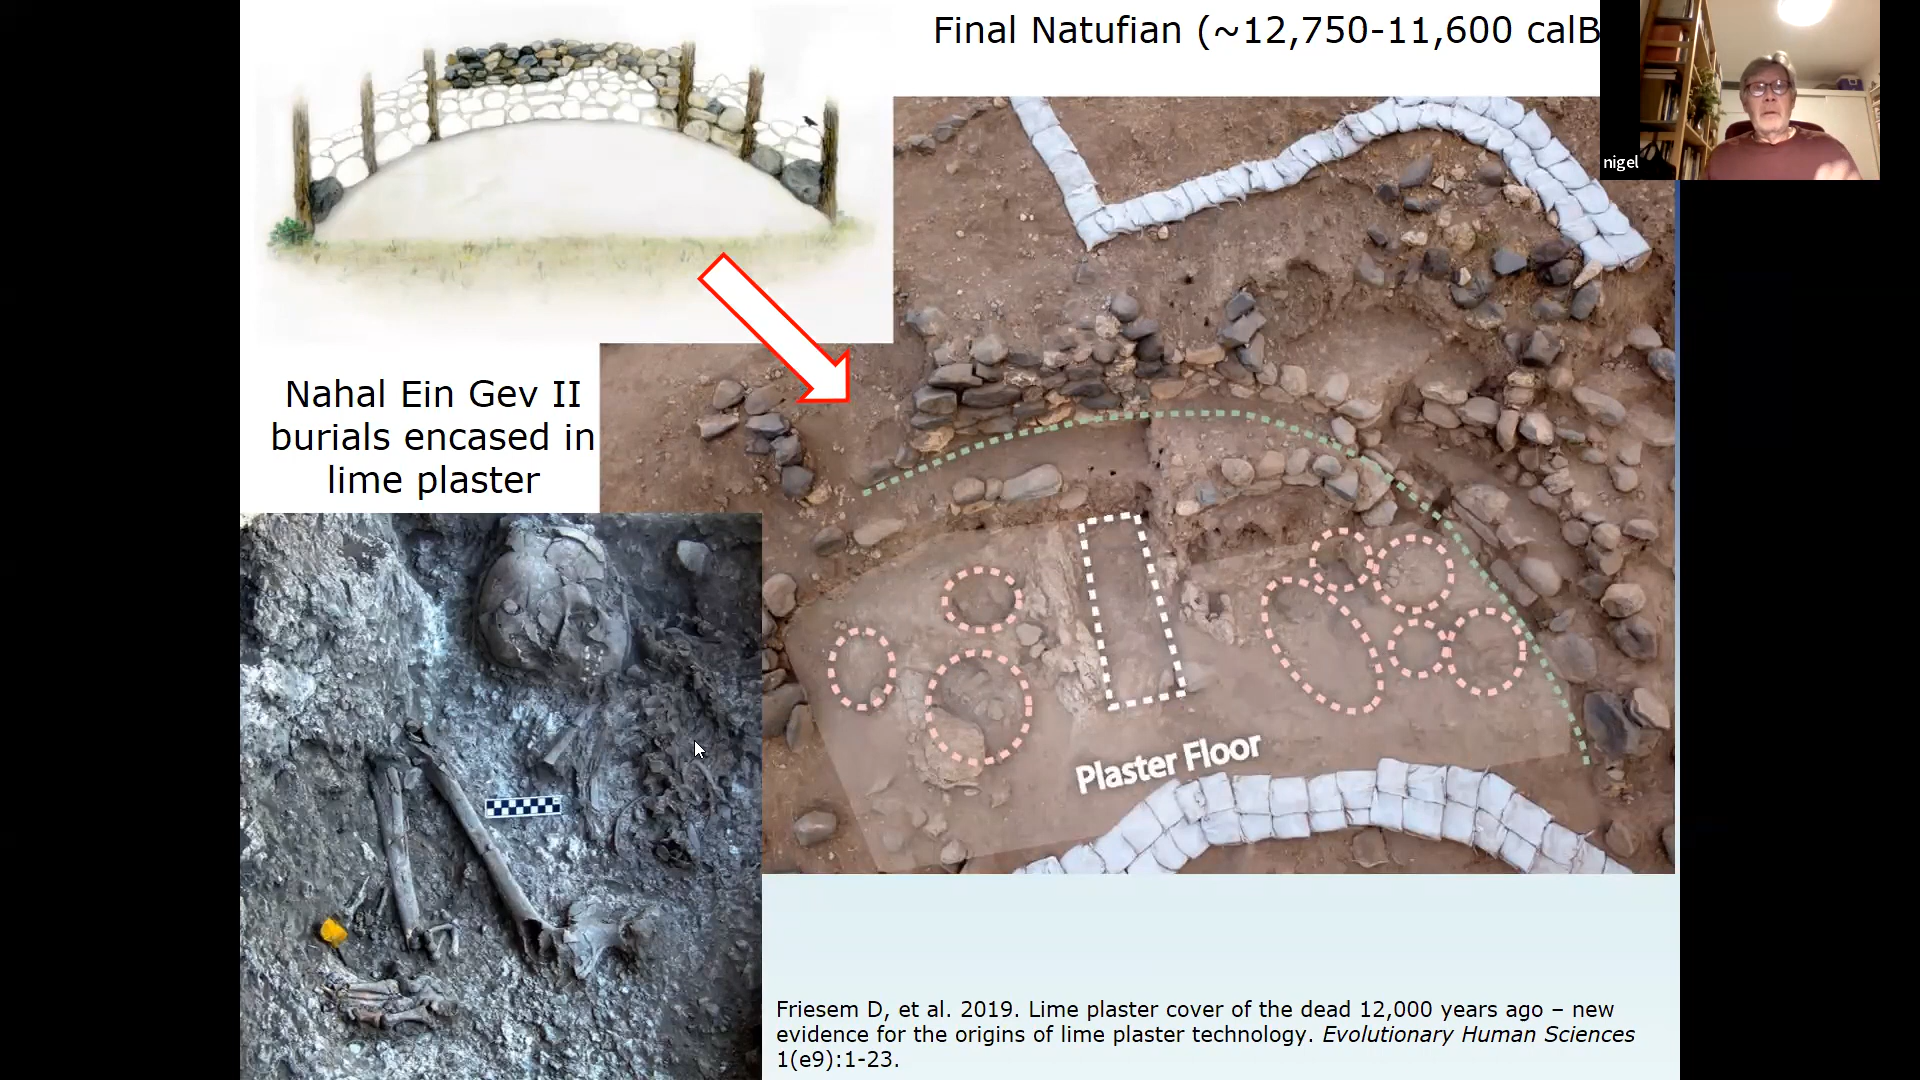 Final Natufian (~12,750-11,600 calB
nigel
Nahal Ein Gev II
burials encased in
lime plaster
Plaster Floor
Friesem D, et al. 2019. Lime plaster cover of the dead 12,000 years ago – new
evidence for the origins of lime plaster technology. Evolutionary Human Sciences
1(e9):1-23.